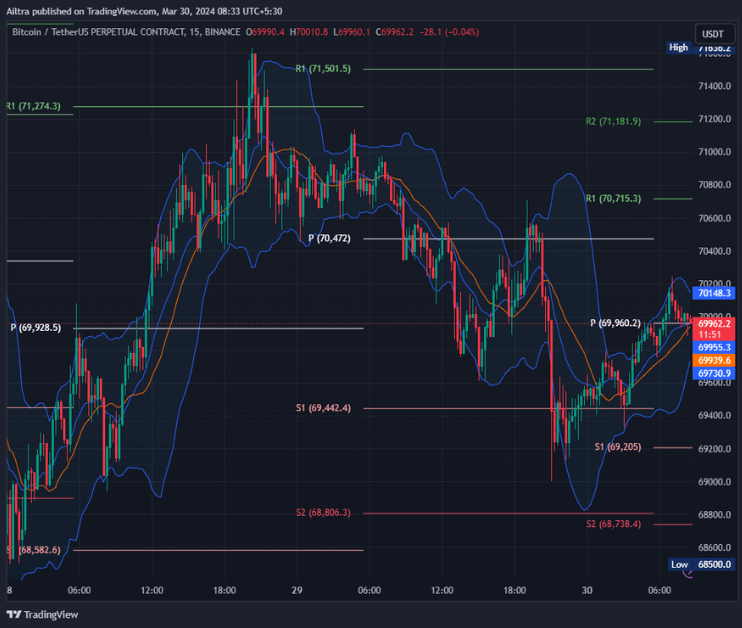 Ailtra published on TradingView.com, Mar 30, 2024 08:33 UTC+5:30
Bitcoin / TetherUS PERPETUAL CONTRACT, 15, BINANCE O69990.4 H70010.8 L69960.1 C69962.2 −28.1 (−0.04%)
USDT
High 71636.2
R1 (71,501.5)
71400.0
R1 (71,274.3)
71200.0
R2 (71,181.9)
71000.0
70800.0
R1 (70,715.3)
70600.0
P (70,472)
70400.0
70200.0
70148.3
70000.0
P (69,928.5)
P (69,960.2)
69962.2
11:51
69955.3
69939.6
69730.9
69600.0
S1 (69,442.4)
69400.0
S1 (69,205)
69200.0
69000.0
S2 (68,806.3)
68800.0
S2 (68,738.4)
68600.0
(68,582.6)
Low 68500.0
8 06:00 12:00 18:00 29 06:00 12:00 18:00 30 06:00
TradingView